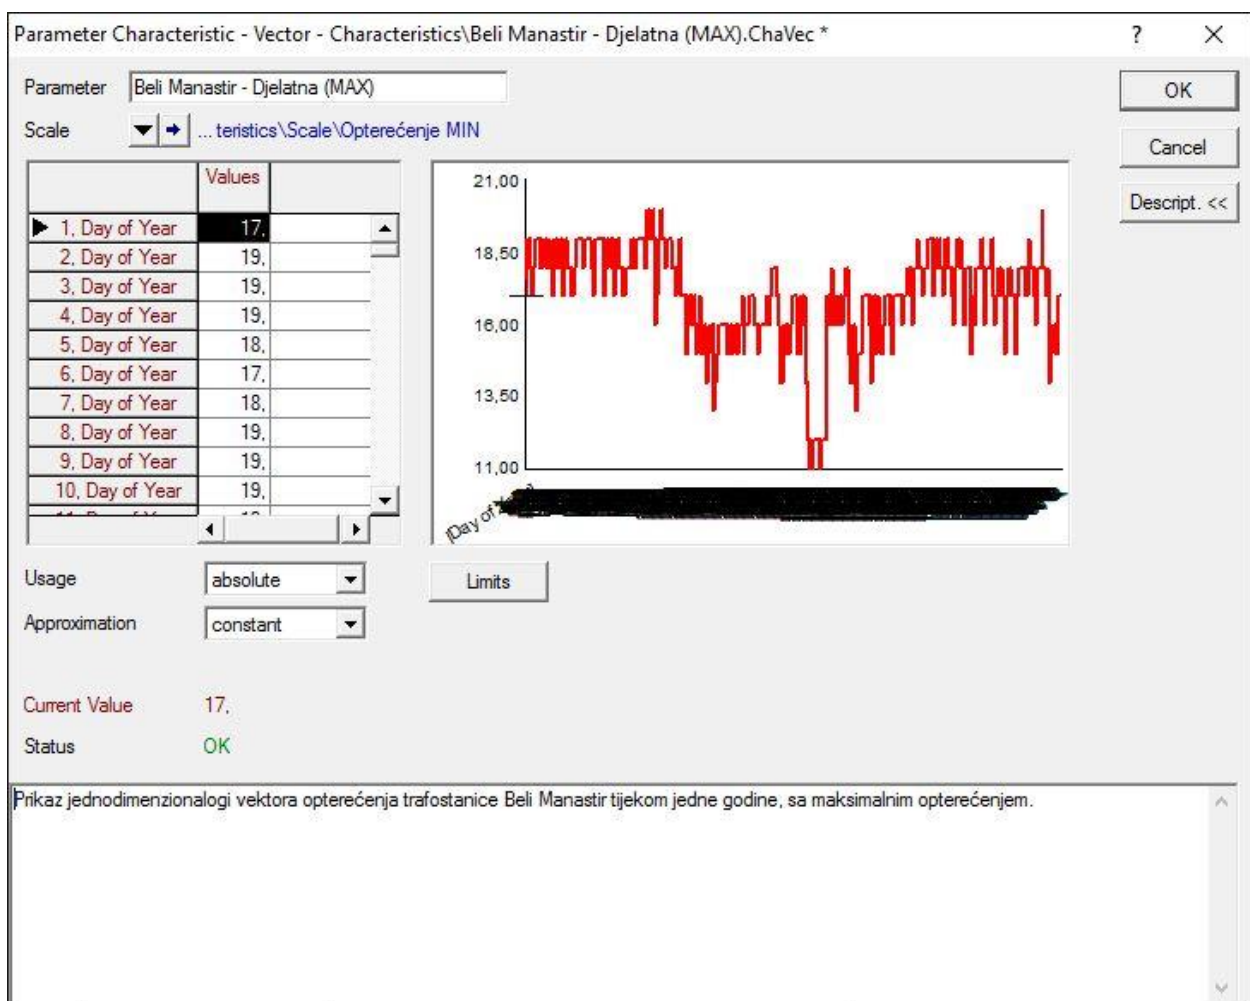 Parameter Characteristic - Vector - Characteristics\Beli Manastir - Djelatna (MAX).ChaVec *
?
Parameter Beli Manastir - Djelatna (MAX)
OK
Scale ... teristics\Scale\Opterećenje MIN
Cancel
Descript. <<
Values
1, Day of Year 17,
2, Day of Year 19,
3, Day of Year 19,
4, Day of Year 19,
5, Day of Year 18,
6, Day of Year 17,
7, Day of Year 18,
8, Day of Year 19,
9, Day of Year 19,
10, Day of Year 19,
21,00
18,50
16,00
13,50
11,00
Day of
Usage absolute
Limits
Approximation constant
Current Value 17,
Status OK
Prikaz jednodimenzionalogi vektora opterećenja trafostanice Beli Manastir tijekom jedne godine, sa maksimalnim opterećenjem.